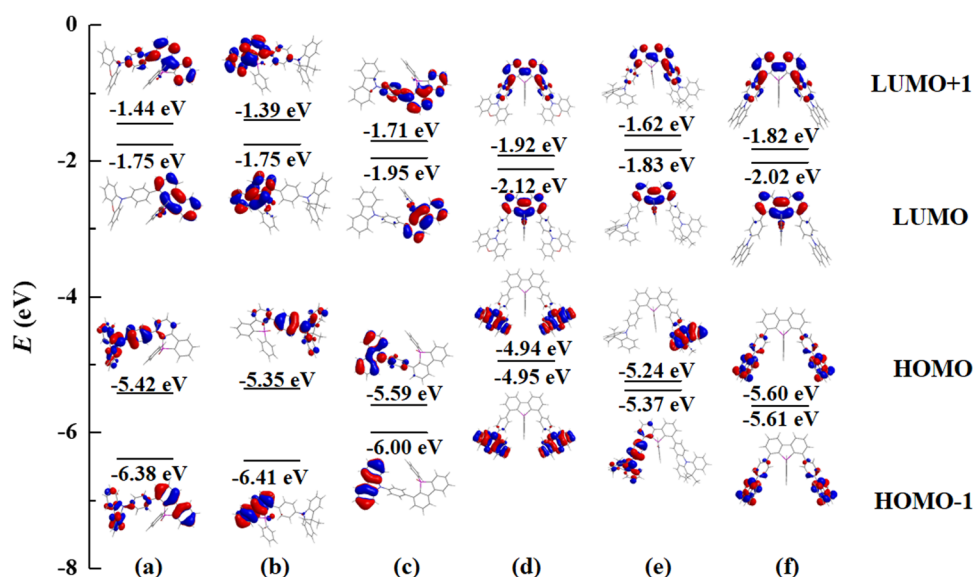 0
-2
-4
-6
-8
E (eV)
-1.44 eV
-1.75 eV
-5.42 eV
-6.38 eV
(a)
-1.39 eV
-1.75 eV
-5.35 eV
-6.41 eV
(b)
-1.71 eV
-1.95 eV
-5.59 eV
-6.00 eV
(c)
-1.92 eV
-2.12 eV
-4.94 eV
-4.95 eV
(d)
-1.62 eV
-1.83 eV
-5.24 eV
-5.37 eV
(e)
-1.82 eV
-2.02 eV
-5.60 eV
-5.61 eV
(f)
LUMO+1
LUMO
HOMO
HOMO-1